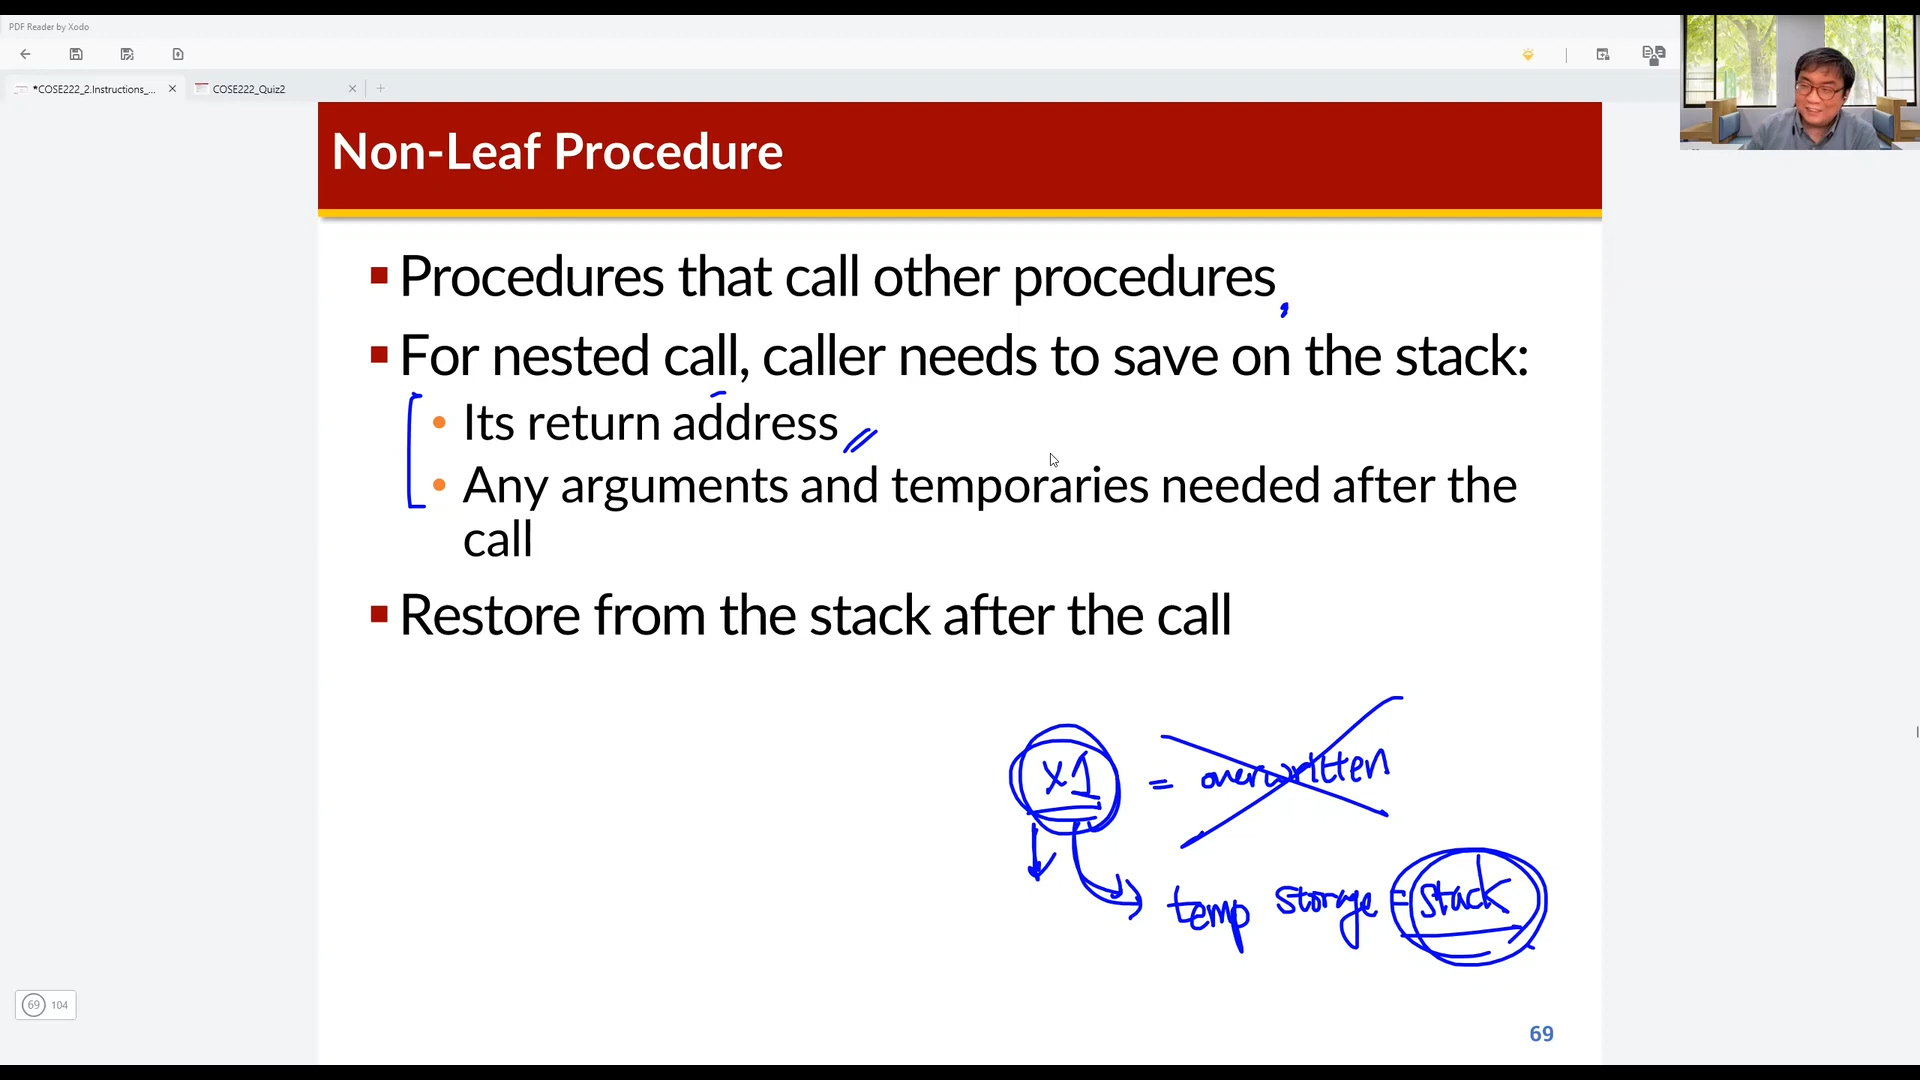 PDF Reader by Xodo
*COSE222_2.Instructions_...
COSE222_Quiz2
Non-Leaf Procedure
Procedures that call other procedures,
For nested call, caller needs to save on the stack:
Its return address
Any arguments and temporaries needed after the
call
Restore from the stack after the call
x1 = overwritten
temp storage = stack
69 104
69